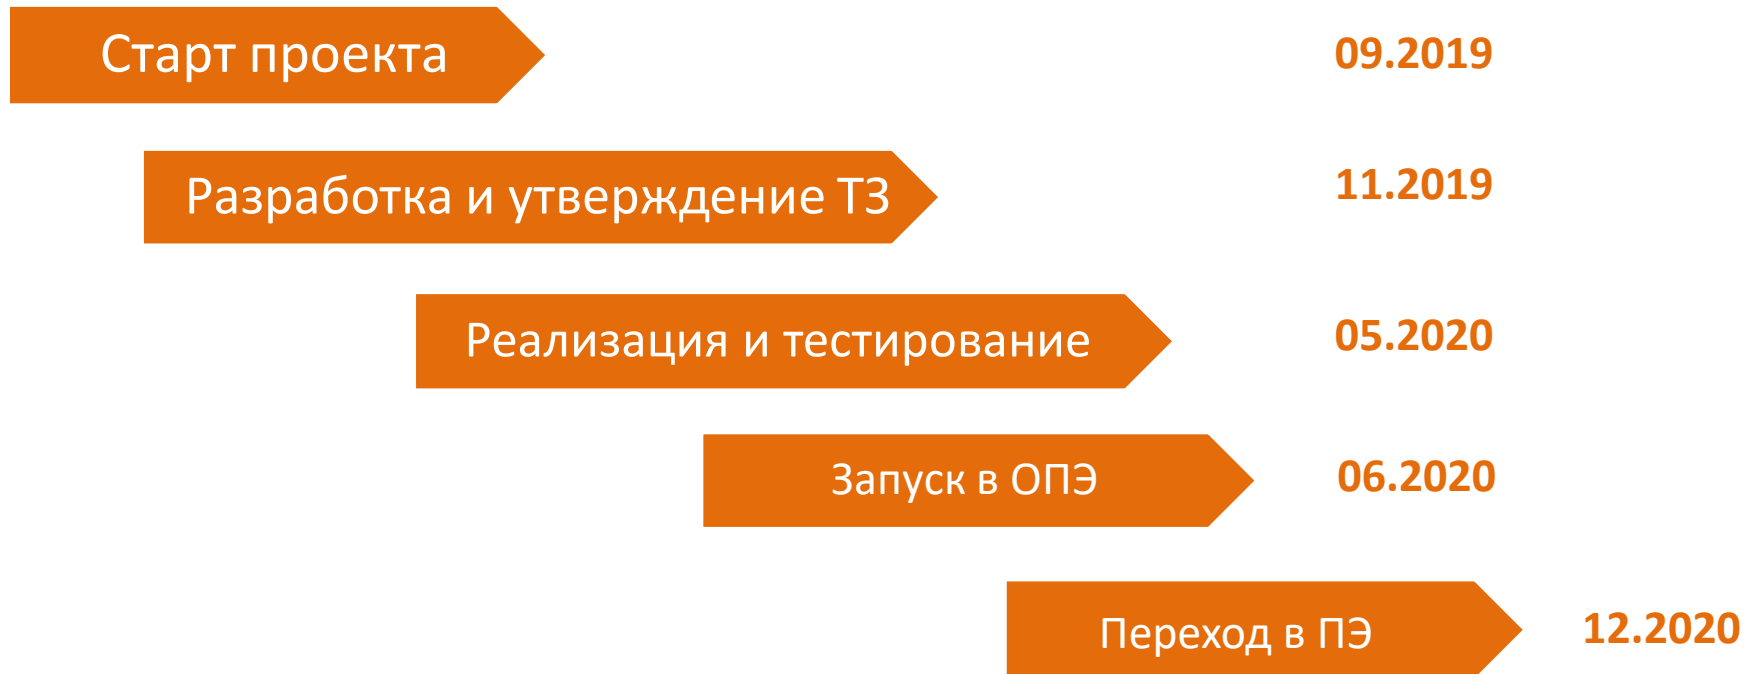 Старт проекта 09.2019
Разработка и утверждение ТЗ 11.2019
Реализация и тестирование 05.2020
Запуск в ОПЭ 06.2020
Переход в ПЭ 12.2020